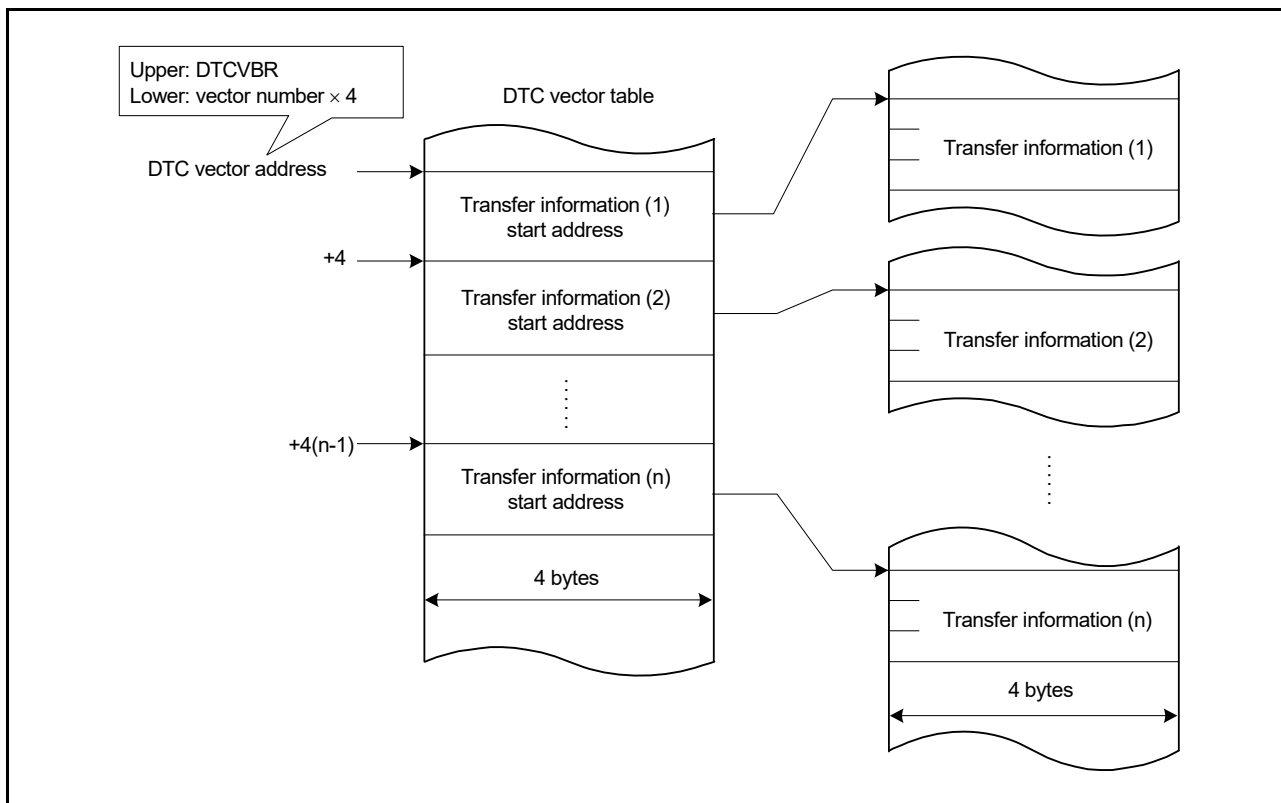 Upper: DTCVBR
Lower: vector number × 4
DTC vector table
DTC vector address
Transfer information (1)
start address
+4
Transfer information (2)
start address
+4(n-1)
Transfer information (n)
start address
4 bytes
Transfer information (1)
Transfer information (2)
Transfer information (n)
4 bytes